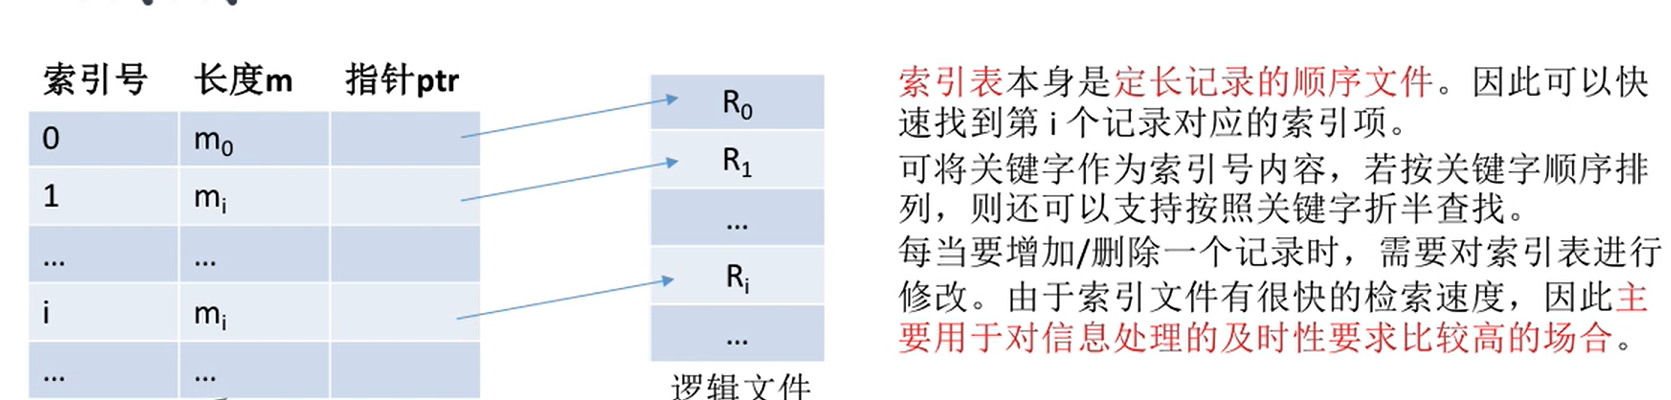 索引号 长度m 指针ptr
0 m0
1 mi
... ...
i mi
... ...
R0
R1
...
Ri
...
逻辑文件
索引表本身是定长记录的顺序文件。因此可以快
速找到第 i 个记录对应的索引项。
可将关键字作为索引号内容，若按关键字顺序排
列，则还可以支持按照关键字折半查找。
每当要增加/删除一个记录时，需要对索引表进行
修改。由于索引文件有很快的检索速度，因此主
要用于对信息处理的及时性要求比较高的场合。